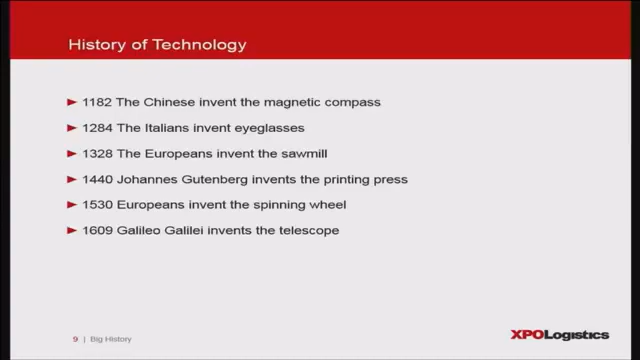 History of Technology
1182 The Chinese invent the magnetic compass
1284 The Italians invent eyeglasses
1328 The Europeans invent the sawmill
1440 Johannes Gutenberg invents the printing press
1530 Europeans invent the spinning wheel
1609 Galileo Galilei invents the telescope
9 | Big History
XPOLogistics